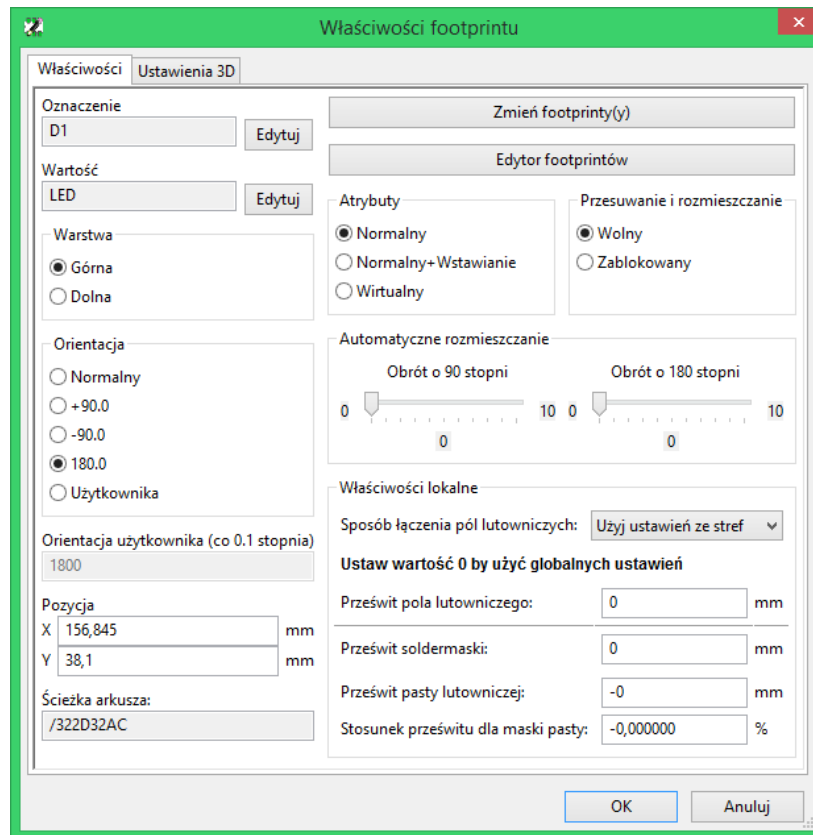 Właściwości footprintu
Właściwości
Ustawienia 3D
Oznaczenie
D1
Edytuj
Wartość
LED
Edytuj
Warstwa
Górna
Dolna
Orientacja
Normalny
+90.0
-90.0
180.0
Użytkownika
Orientacja użytkownika (co 0.1 stopnia)
1800
Pozycja
X 156,845 mm
Y 38,1 mm
Ścieżka arkusza:
/322D32AC
Zmień footprinty(y)
Edytor footprintów
Atrybuty
Normalny
Normalny+Wstawianie
Wirtualny
Przesuwanie i rozmieszczanie
Wolny
Zablokowany
Automatyczne rozmieszczanie
Obrót o 90 stopni
0 10
0
Obrót o 180 stopni
0 10
0
Właściwości lokalne
Sposób łączenia pól lutowniczych: Użyj ustawień ze stref
Ustaw wartość 0 by użyć globalnych ustawień
Prześwit pola lutowniczego: 0 mm
Prześwit soldermaski: 0 mm
Prześwit pasty lutowniczej: -0 mm
Stosunek prześwitu dla maski pasty: -0,000000 %
OK
Anuluj